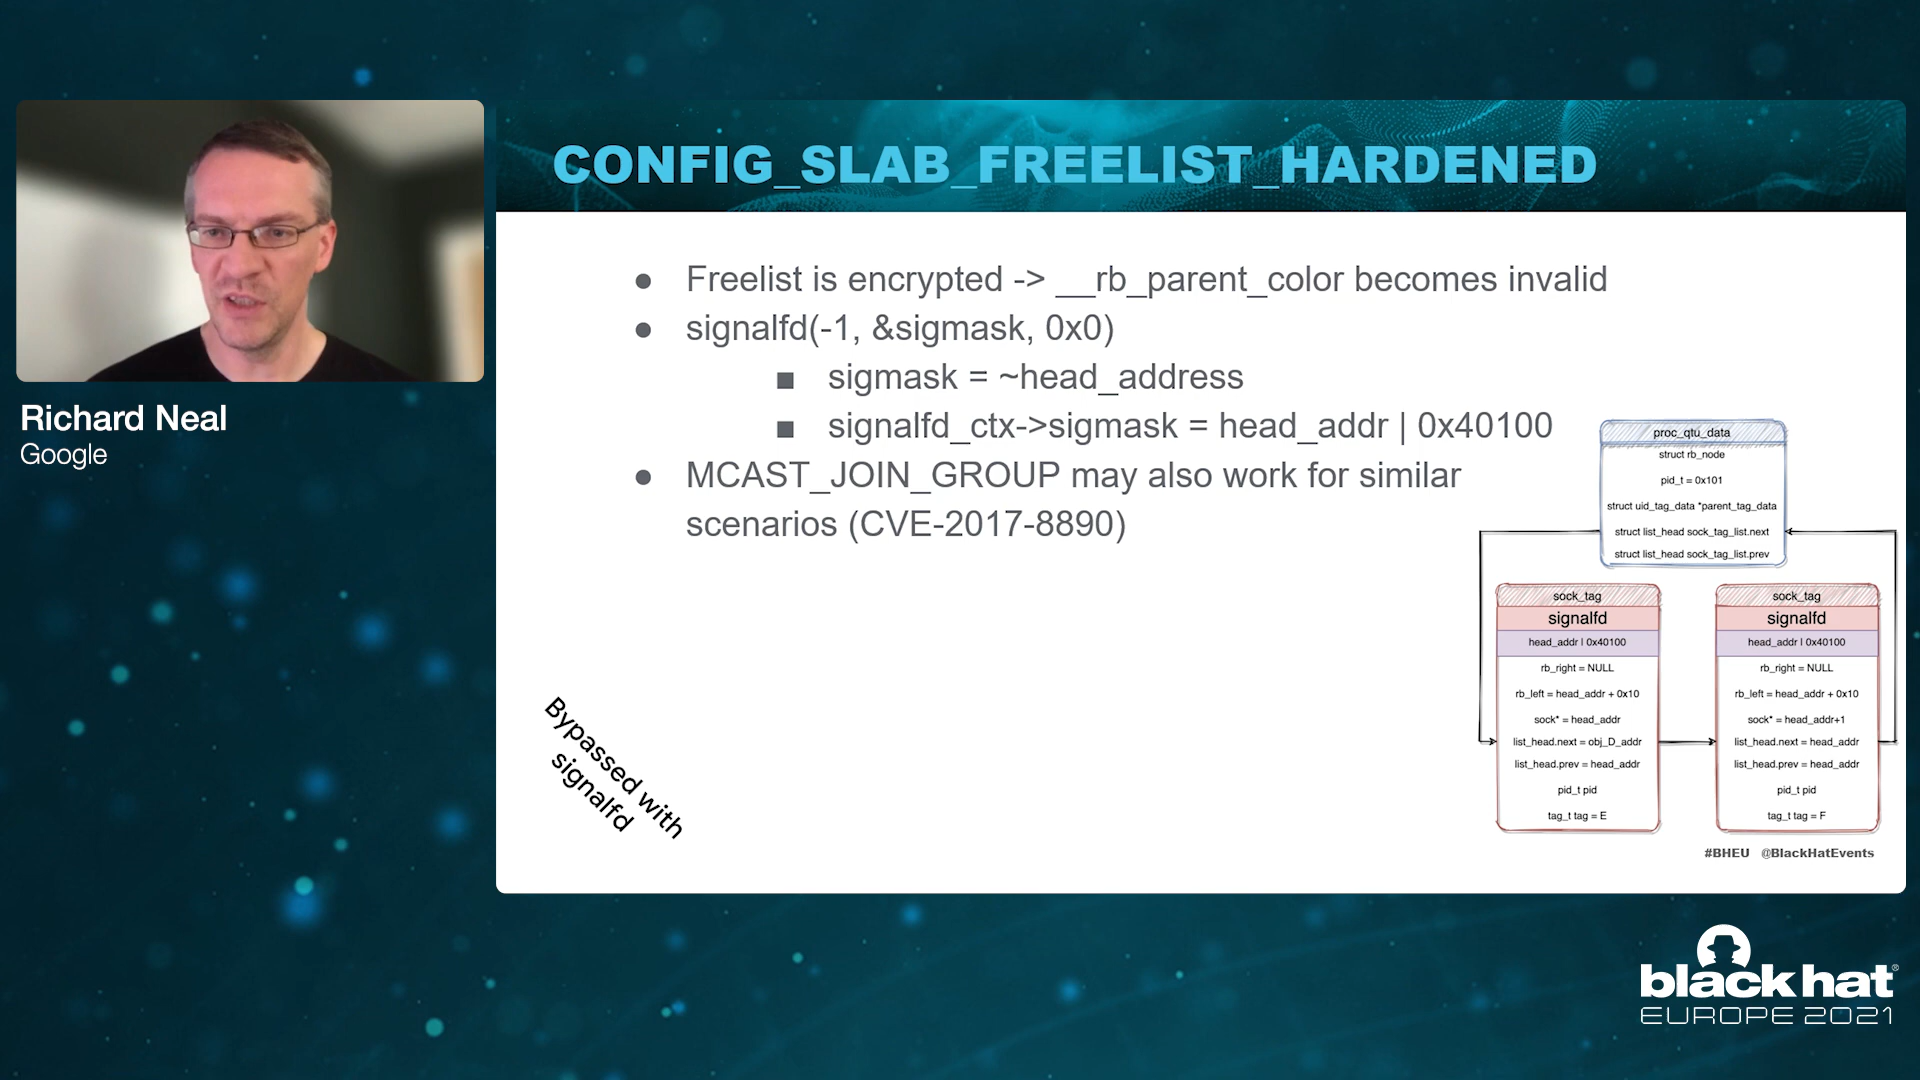 CONFIG_SLAB_FREELIST_HARDENED
Richard Neal
Google
● Freelist is encrypted -> __rb_parent_color becomes invalid
● signalfd(-1, &sigmask, 0x0)
■ sigmask = ~head_address
■ signalfd_ctx->sigmask = head_addr | 0x40100
● MCAST_JOIN_GROUP may also work for similar
scenarios (CVE-2017-8890)
proc_qtu_data
struct rb_node
pid_t = 0x101
struct uid_tag_data *parent_tag_data
struct list_head sock_tag_list.next
struct list_head sock_tag_list.prev
sock_tag
signalfd
head_addr | 0x40100
rb_right = NULL
rb_left = head_addr + 0x10
sock* = head_addr
list_head.next = obj_D_addr
list_head.prev = head_addr
pid_t pid
tag_t tag = E
sock_tag
signalfd
head_addr | 0x40100
rb_right = NULL
rb_left = head_addr + 0x10
sock* = head_addr+1
list_head.next = head_addr
list_head.prev = head_addr
pid_t pid
tag_t tag = F
Bypassed with
signalfd
#BHEU @BlackHatEvents
black hat®
EUROPE 2021